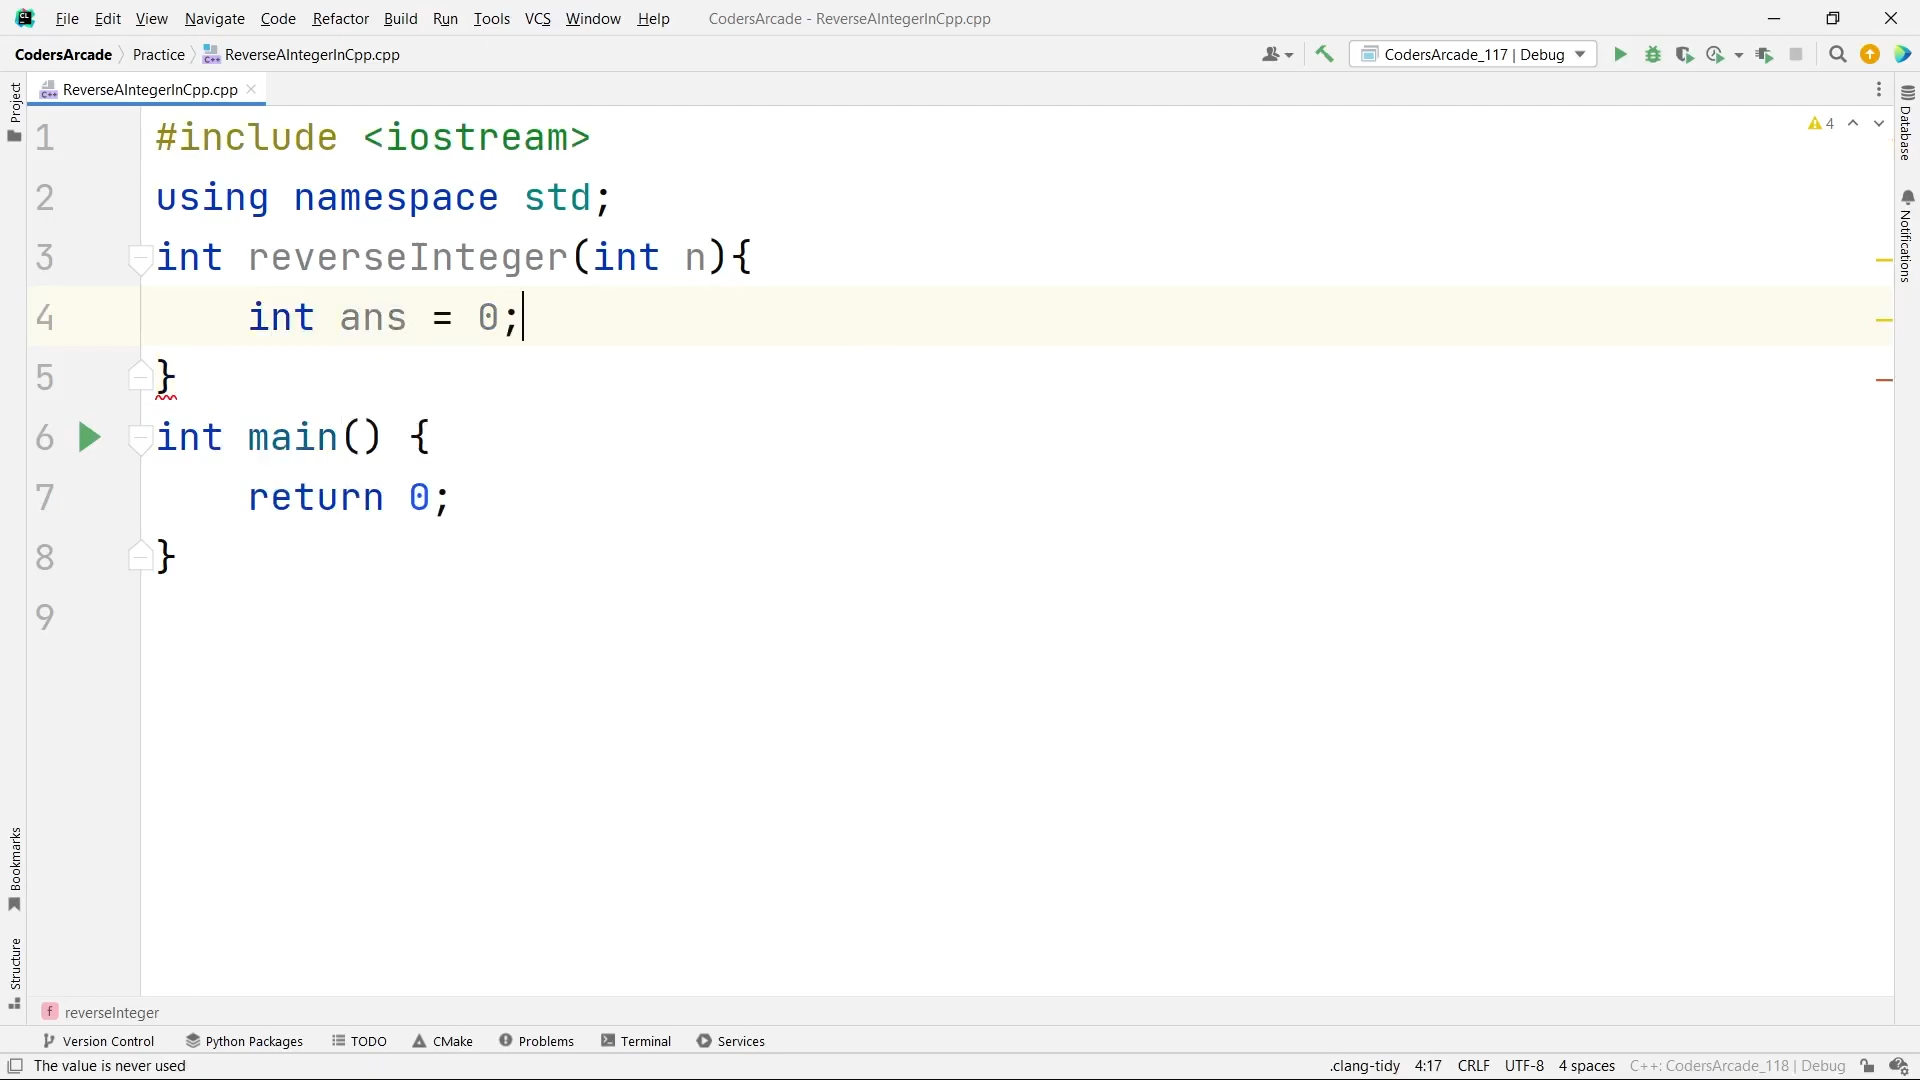 CL File Edit View Navigate Code Refactor Build Run Tools VCS Window Help CodersArcade - ReverseAIntegerInCpp.cpp
CodersArcade Practice C++ ReverseAIntegerInCpp.cpp CodersArcade_117 | Debug
C++ ReverseAIntegerInCpp.cpp
Project
Database
Notifications
4
1 #include <iostream>
2 using namespace std;
3 int reverseInteger(int n){
4 int ans = 0;
5 }
6 int main() {
7 return 0;
8 }
9
Bookmarks
Structure
f reverseInteger
Version Control Python Packages TODO CMake Problems Terminal Services
The value is never used .clang-tidy 4:17 CRLF UTF-8 4 spaces C++: CodersArcade_118 | Debug